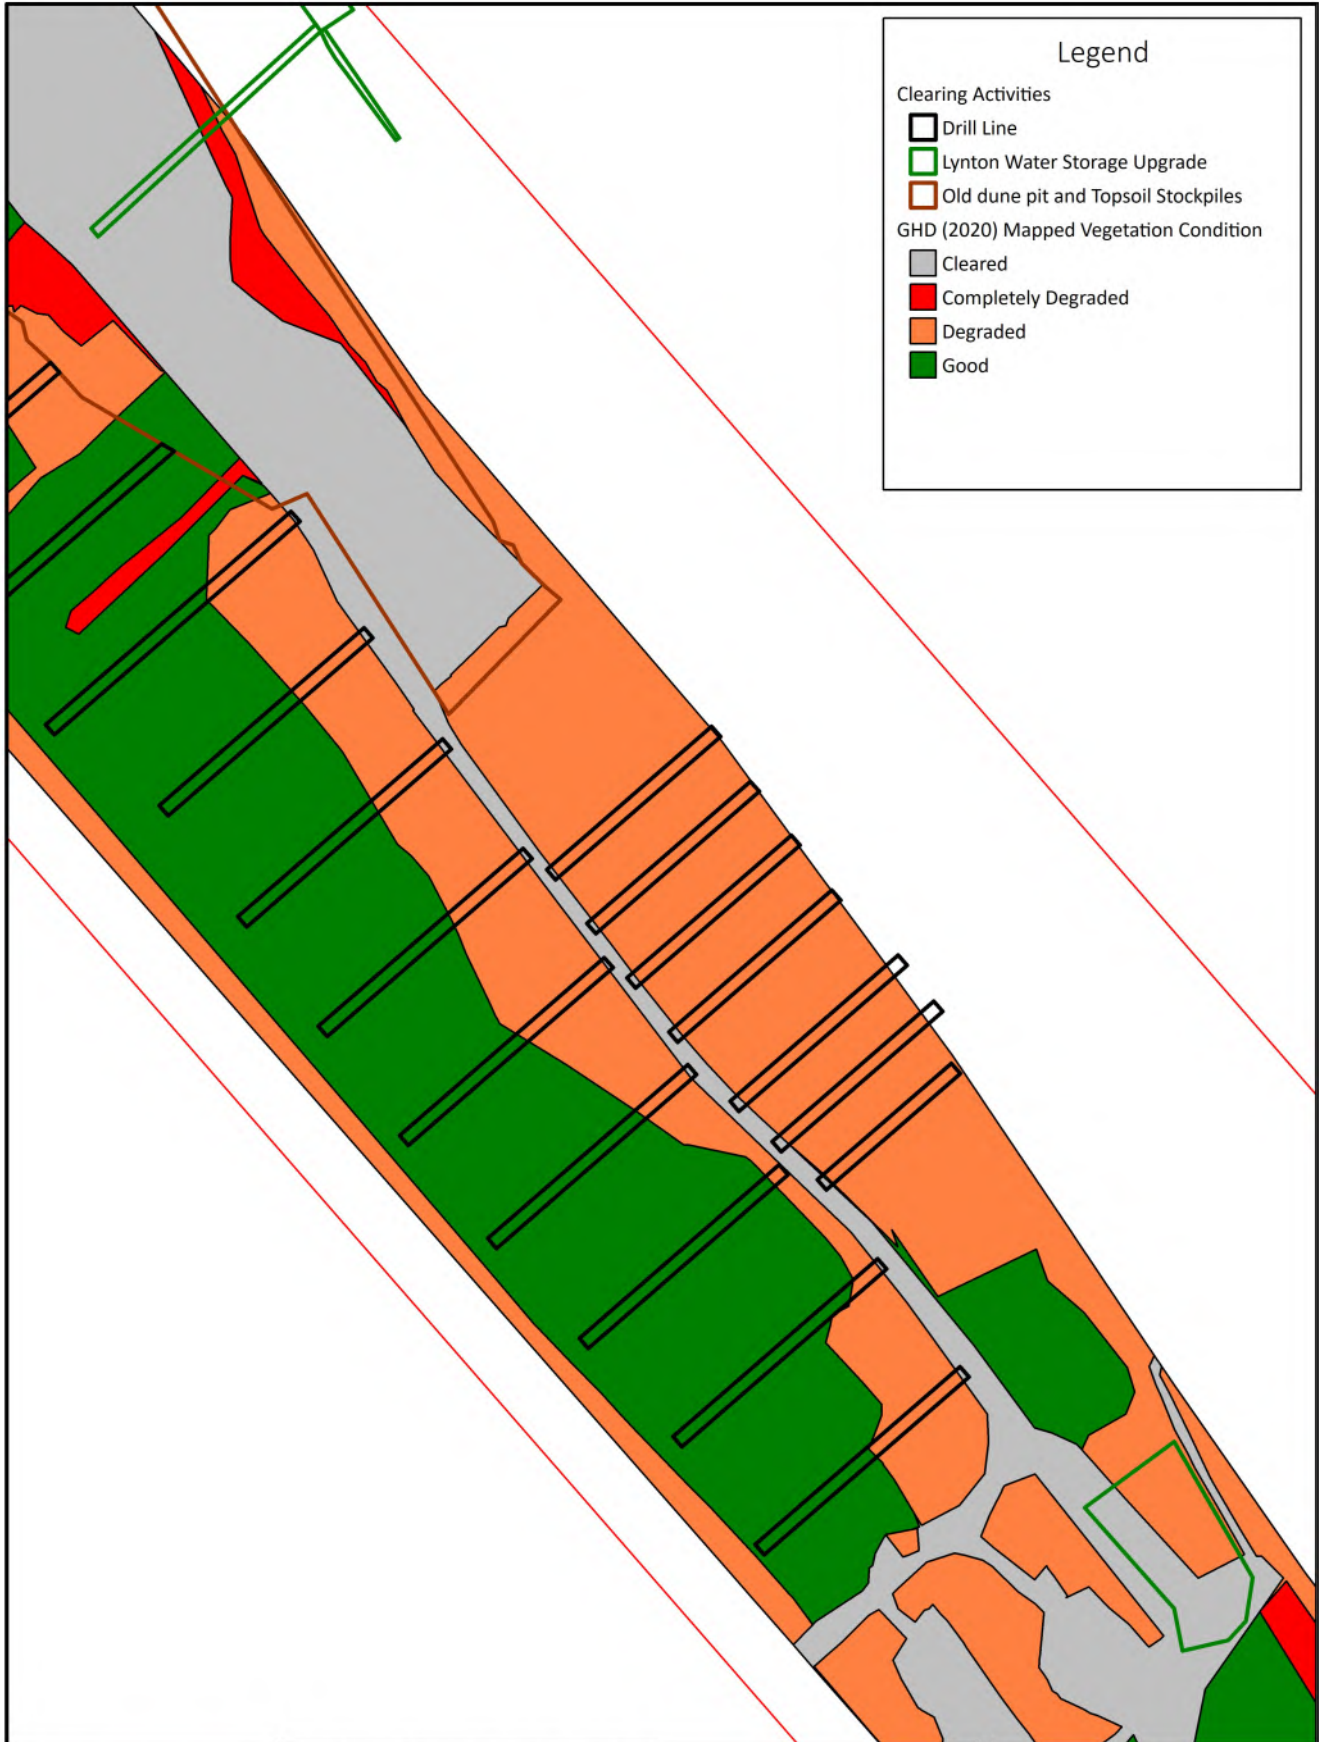 Legend
Clearing Activities
Drill Line
Lynton Water Storage Upgrade
Old dune pit and Topsoil Stockpiles
GHD (2020) Mapped Vegetation Condition
Cleared
Completely Degraded
Degraded
Good